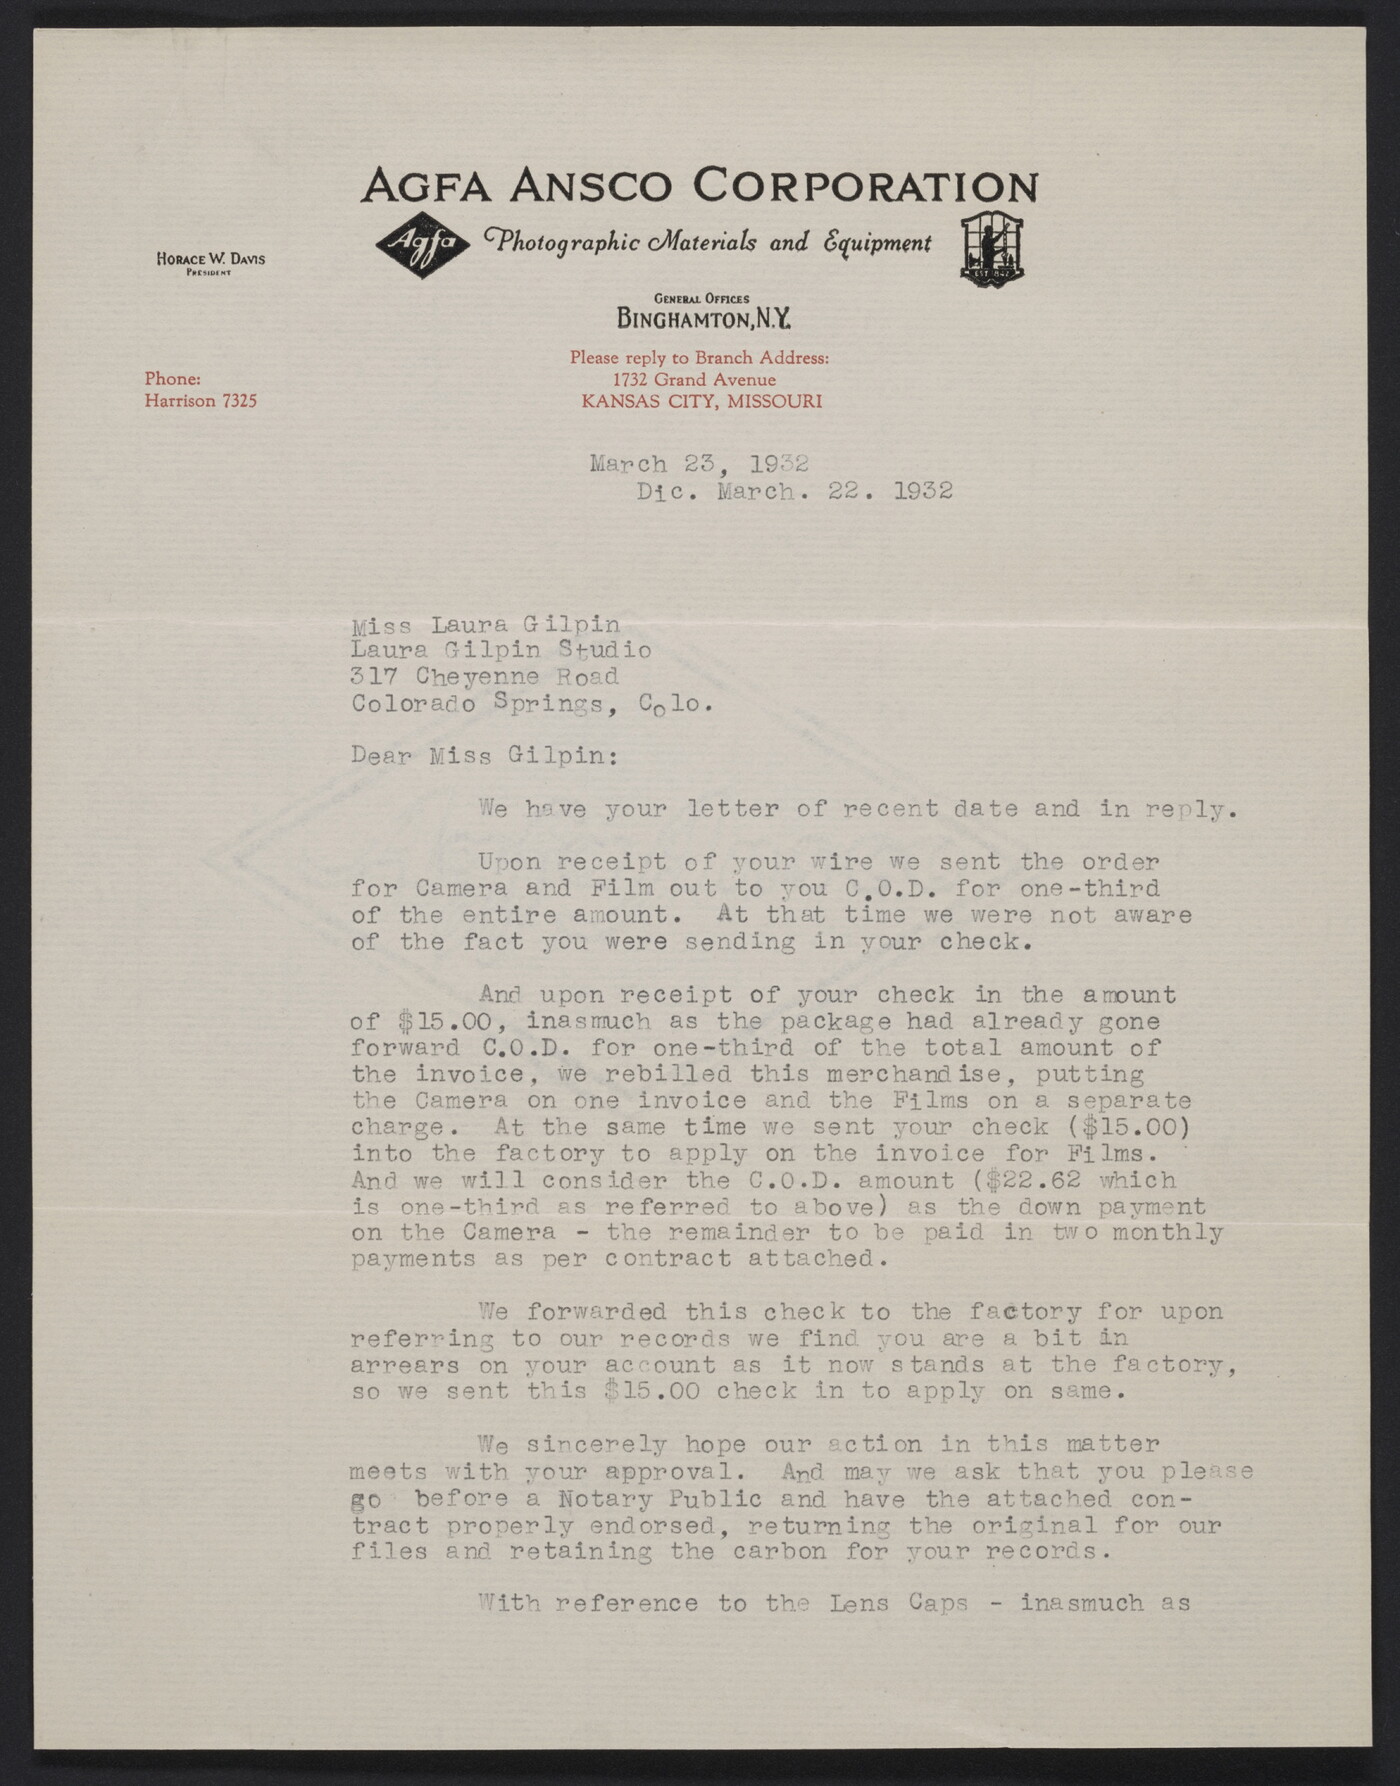 AGFA ANSCO CORPORATION
Agfa Photographic Materials and Equipment
EST. 1842
HORACE W. DAVIS
PRESIDENT
GENERAL OFFICES
BINGHAMTON, N.Y.
Please reply to Branch Address:
1732 Grand Avenue
KANSAS CITY, MISSOURI
Phone:
Harrison 7325
March 23, 1932
Dic. March. 22. 1932
Miss Laura Gilpin
Laura Gilpin Studio
317 Cheyenne Road
Colorado Springs, Colo.
Dear Miss Gilpin:
We have your letter of recent date and in reply.
Upon receipt of your wire we sent the order
for Camera and Film out to you C.O.D. for one-third
of the entire amount. At that time we were not aware
of the fact you were sending in your check.
And upon receipt of your check in the amount
of $15.00, inasmuch as the package had already gone
forward C.O.D. for one-third of the total amount of
the invoice, we rebilled this merchandise, putting
the Camera on one invoice and the Films on a separate
charge. At the same time we sent your check ($15.00)
into the factory to apply on the invoice for Films.
And we will consider the C.O.D. amount ($22.62 which
is one-third as referred to above) as the down payment
on the Camera - the remainder to be paid in two monthly
payments as per contract attached.
We forwarded this check to the factory for upon
referring to our records we find you are a bit in
arrears on your account as it now stands at the factory,
so we sent this $15.00 check in to apply on same.
We sincerely hope our action in this matter
meets with your approval. And may we ask that you please
go before a Notary Public and have the attached con-
tract properly endorsed, returning the original for our
files and retaining the carbon for your records.
With reference to the Lens Caps - inasmuch as